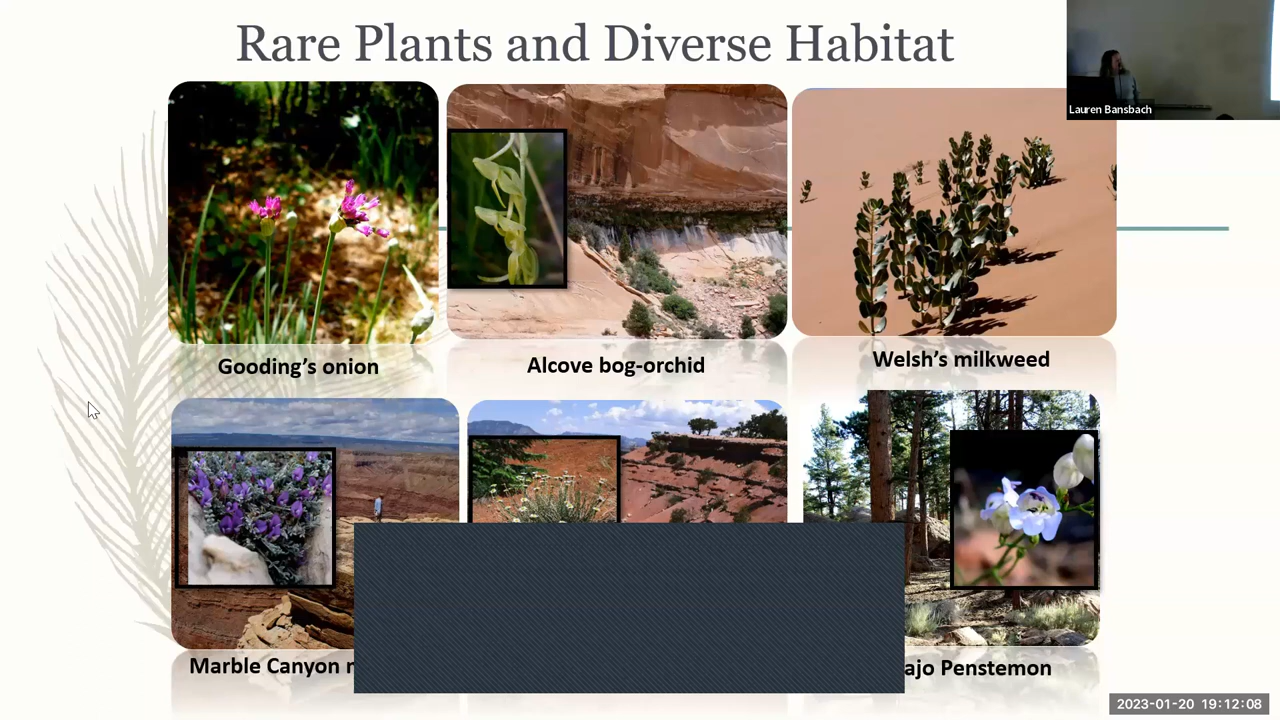 Rare Plants and Diverse Habitat
Lauren Bansbach
Gooding's onion
Alcove bog-orchid
Welsh's milkweed
Marble Canyon
ajo Penstemon
2023-01-20 19:12:08